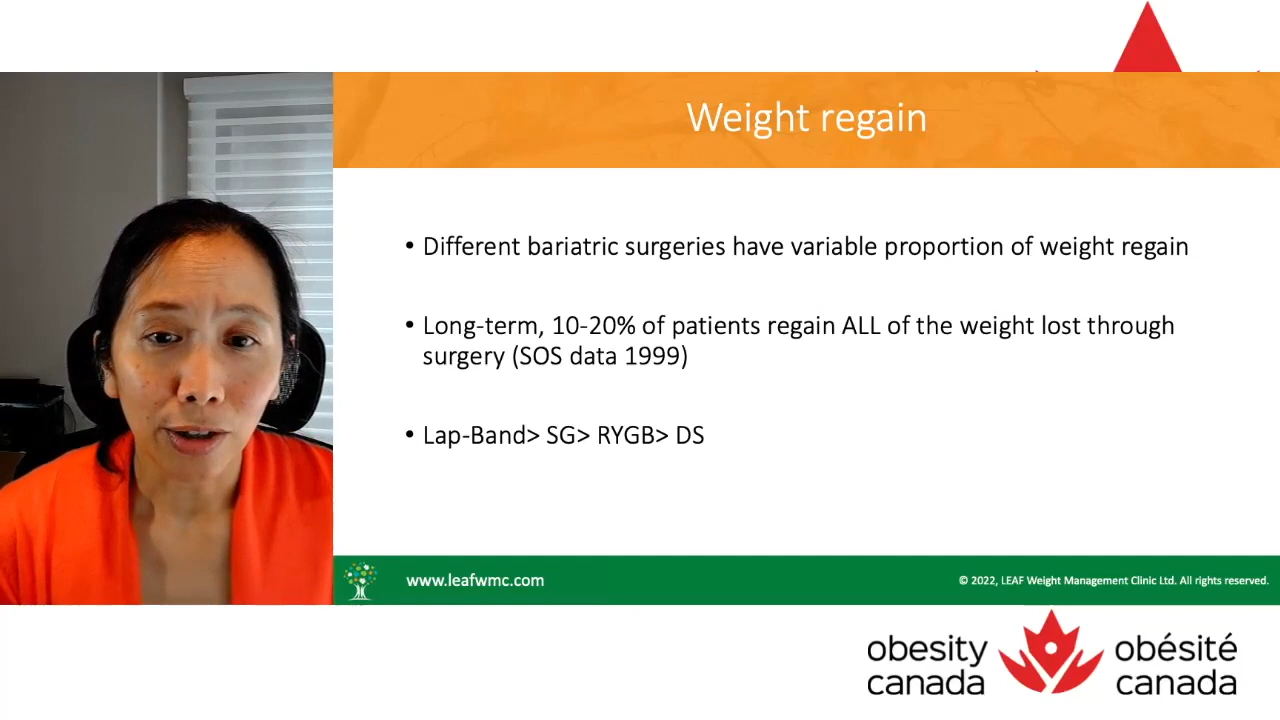 Weight regain
• Different bariatric surgeries have variable proportion of weight regain
• Long-term, 10-20% of patients regain ALL of the weight lost through
surgery (SOS data 1999)
• Lap-Band> SG> RYGB> DS
www.leafwmc.com
© 2022, LEAF Weight Management Clinic Ltd. All rights reserved.
obesity canada
obésité canada